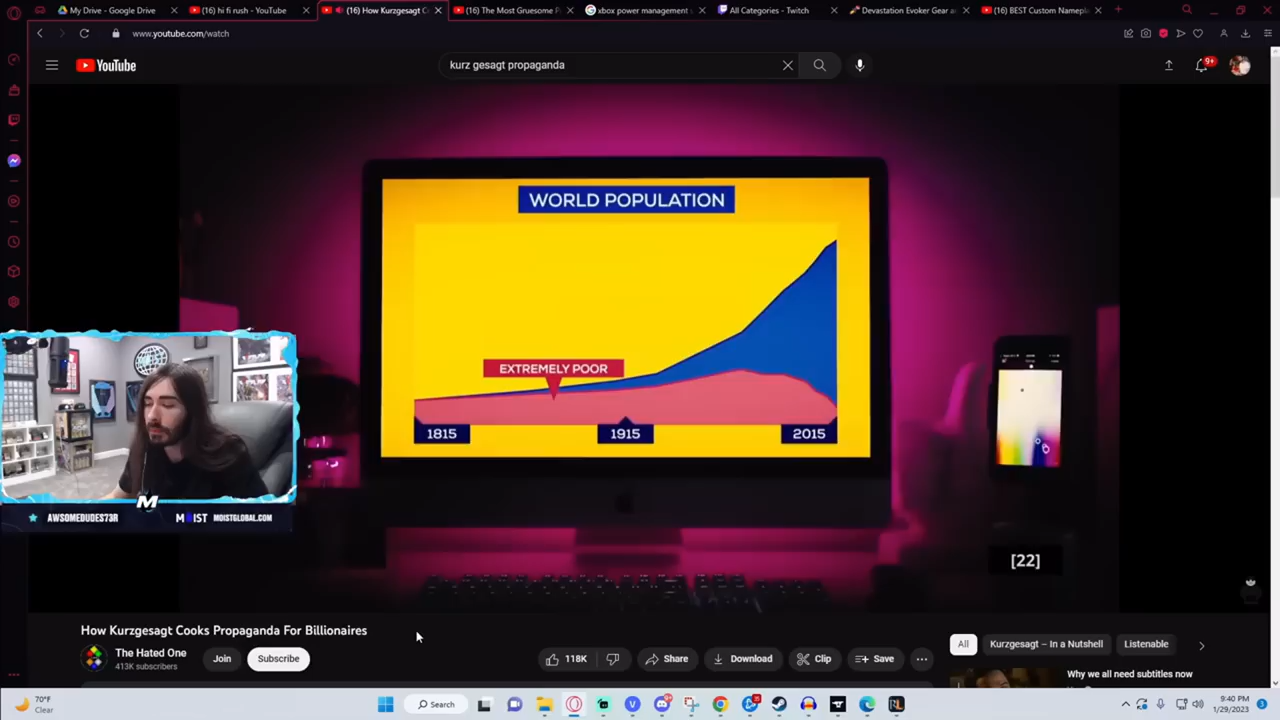 My Drive - Google Drive
(16) hi fi rush - YouTube
(16) How Kurzgesagt C
(16) The Most Gruesome P
xbox power management s
All Categories - Twitch
Devastation Evoker Gear a
(16) BEST Custom Namepl
www.youtube.com/watch
YouTube
kurz gesagt propaganda
9+
WORLD POPULATION
EXTREMELY POOR
1815
1915
2015
[22]
M
AWSOMEDUDES73R
MOIST
MOISTGLOBAL.COM
How Kurzgesagt Cooks Propaganda For Billionaires
The Hated One
413K subscribers
Join
Subscribe
118K
Share
Download
Clip
Save
All
Kurzgesagt – In a Nutshell
Listenable
Why we all need subtitles now
70°F
Clear
Search
9:40 PM
1/29/2023